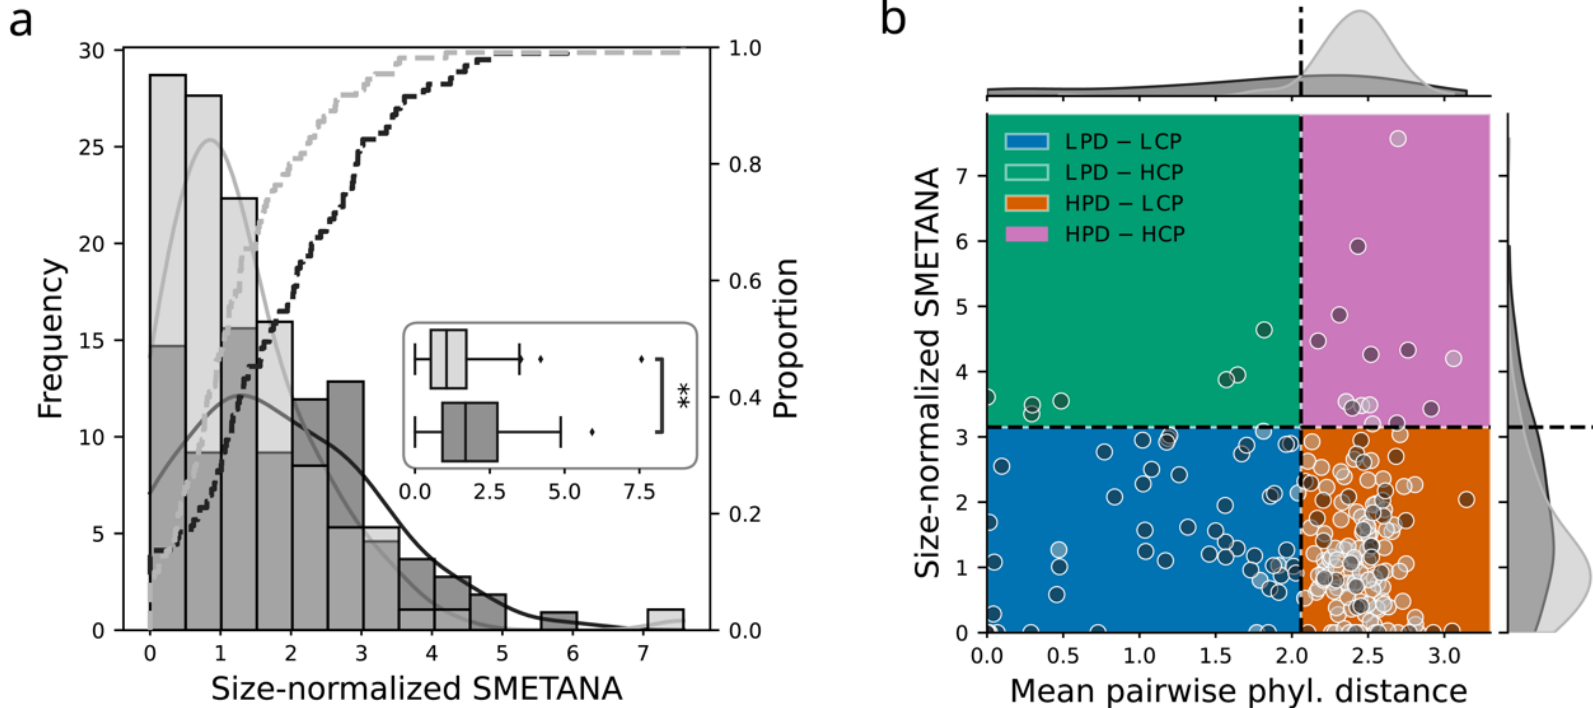 a
30
25
20
15
10
5
0
Frequency
1.0
0.8
0.6
0.4
0.2
0.0
Proportion
0 1 2 3 4 5 6 7
Size-normalized SMETANA
0.0 2.5 5.0 7.5
**
b
LPD − LCP
LPD − HCP
HPD − LCP
HPD − HCP
7
6
5
4
3
2
1
0
Size-normalized SMETANA
0.0 0.5 1.0 1.5 2.0 2.5 3.0
Mean pairwise phyl. distance